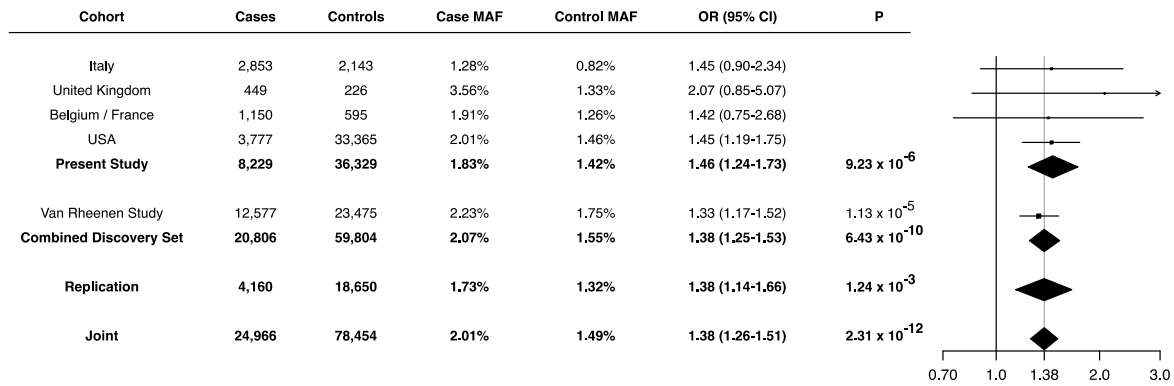 Cohort Cases Controls Case MAF Control MAF OR (95% CI) P
Italy 2,853 2,143 1.28% 0.82% 1.45 (0.90-2.34)
United Kingdom 449 226 3.56% 1.33% 2.07 (0.85-5.07)
Belgium / France 1,150 595 1.91% 1.26% 1.42 (0.75-2.68)
USA 3,777 33,365 2.01% 1.46% 1.45 (1.19-1.75)
Present Study 8,229 36,329 1.83% 1.42% 1.46 (1.24-1.73) 9.23 x 10⁻⁶
Van Rheenen Study 12,577 23,475 2.23% 1.75% 1.33 (1.17-1.52) 1.13 x 10⁻⁵
Combined Discovery Set 20,806 59,804 2.07% 1.55% 1.38 (1.25-1.53) 6.43 x 10⁻¹⁰
Replication 4,160 18,650 1.73% 1.32% 1.38 (1.14-1.66) 1.24 x 10⁻³
Joint 24,966 78,454 2.01% 1.49% 1.38 (1.26-1.51) 2.31 x 10⁻¹²
0.70 1.0 1.38 2.0 3.0